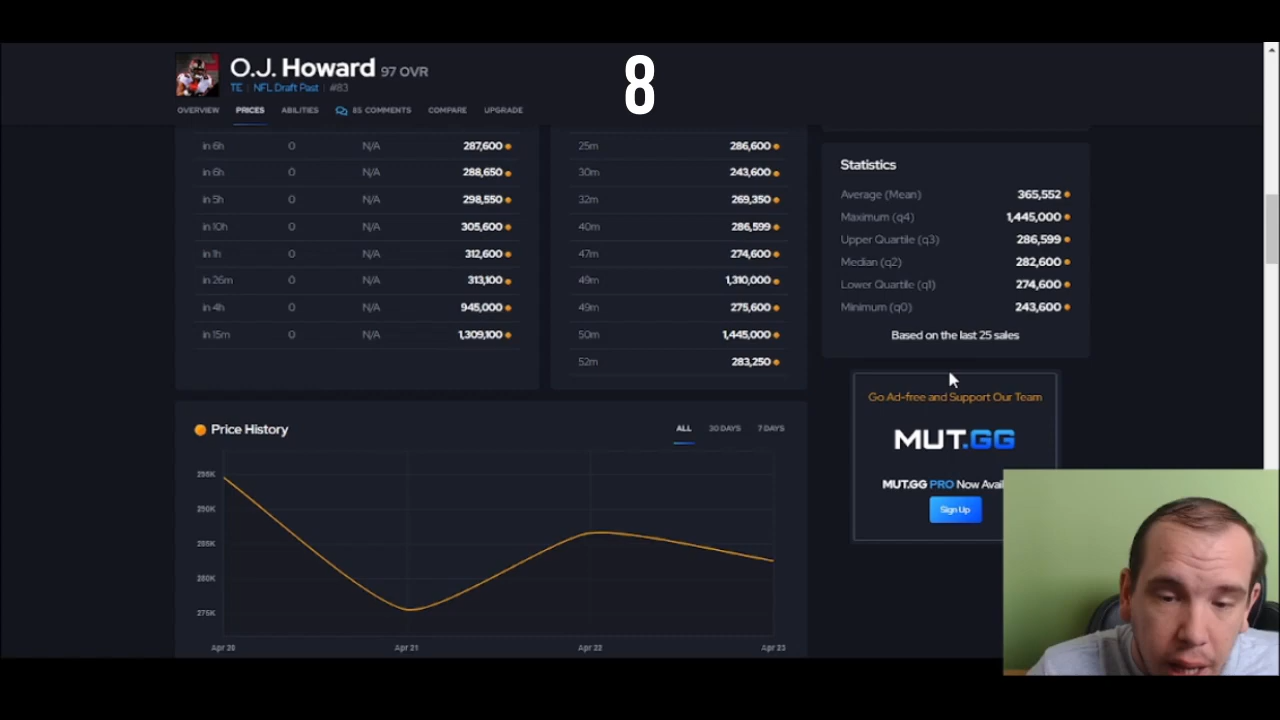 O.J. Howard 97 OVR
8
TE | NFL Draft Past | #83
OVERVIEW PRICES ABILITIES 85 COMMENTS COMPARE UPGRADE
in 6h 0 N/A 287,600
in 6h 0 N/A 288,650
in 5h 0 N/A 298,550
in 10h 0 N/A 305,600
in 1h 0 N/A 312,600
in 26m 0 N/A 313,100
in 4h 0 N/A 945,000
in 15m 0 N/A 1,309,100
25m 286,600
30m 243,600
32m 269,350
40m 286,599
47m 274,600
49m 1,310,000
49m 275,600
50m 1,445,000
52m 283,250
Statistics
Average (Mean) 365,552
Maximum (q4) 1,445,000
Upper Quartile (q3) 286,599
Median (q2) 282,600
Lower Quartile (q1) 274,600
Minimum (q0) 243,600
Based on the last 25 sales
Go Ad-free and Support Our Team
MUT.GG
MUT.GG PRO Now Avai
Sign Up
Price History
ALL 30 DAYS 7 DAYS
295K
290K
285K
280K
275K
Apr 20 Apr 21 Apr 22 Apr 23